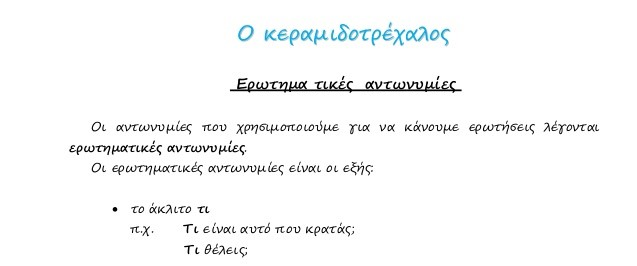 Ο κεραμιδοτρέχαλος
Ερωτημα τικές αντωνυμίες
Οι αντωνυμίες που χρησιμοποιούμε για να κάνουμε ερωτήσεις λέγονται
ερωτηματικές αντωνυμίες.
Οι ερωτηματικές αντωνυμίες είναι οι εξής:
• το άκλιτο τι
π.χ. Τι είναι αυτό που κρατάς;
Τι θέλεις;